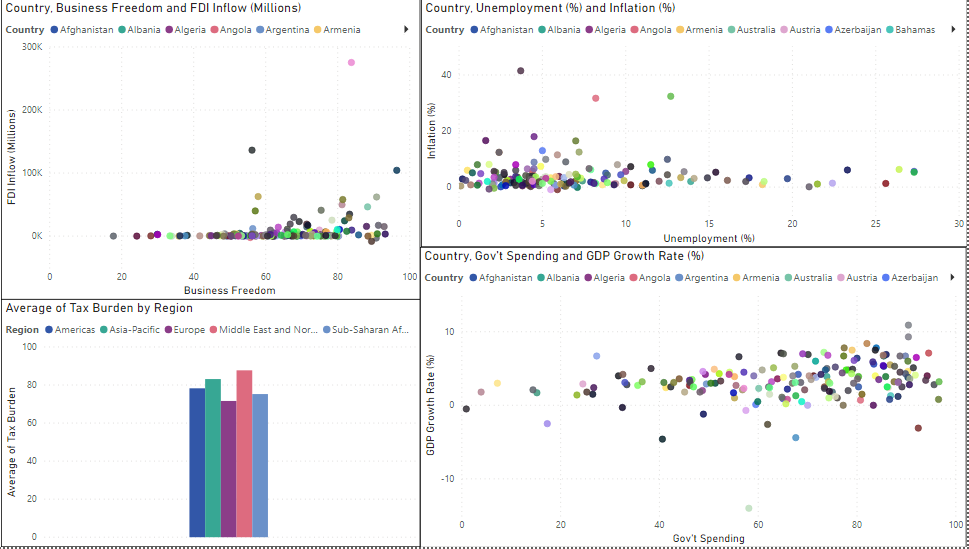 Country, Business Freedom and FDI Inflow (Millions)
Country Afghanistan Albania Algeria Angola Argentina Armenia
300K
200K
100K
0K
FDI Inflow (Millions)
0 20 40 60 80 100
Business Freedom
Country, Unemployment (%) and Inflation (%)
Country Afghanistan Albania Algeria Angola Armenia Australia Austria Azerbaijan Bahamas
40
20
0
Inflation (%)
0 5 10 15 20 25 30
Unemployment (%)
Average of Tax Burden by Region
Region Americas Asia-Pacific Europe Middle East and Nor... Sub-Saharan Af...
100
80
60
40
20
0
Average of Tax Burden
Country, Gov't Spending and GDP Growth Rate (%)
Country Afghanistan Albania Algeria Angola Argentina Armenia Australia Austria Azerbaijan
10
0
-10
GDP Growth Rate (%)
0 20 40 60 80 100
Gov't Spending